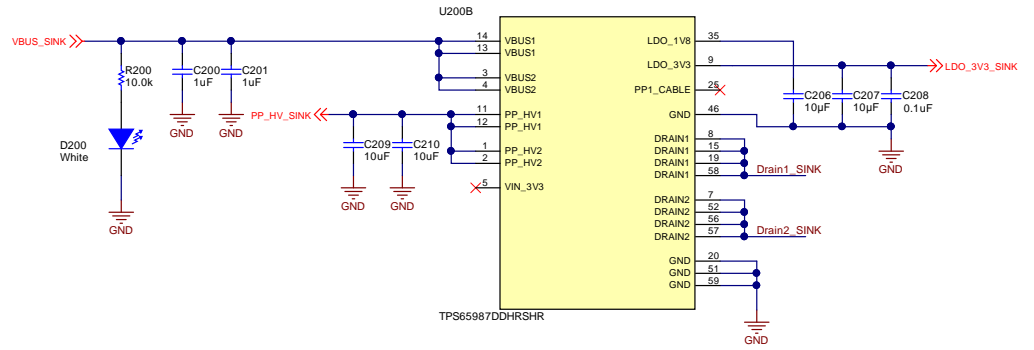 U200B
VBUS_SINK
R200
10.0k
C200
1uF
C201
1uF
GND
GND
D200
White
GND
PP_HV_SINK
C209
10uF
C210
10uF
GND
GND
14 VBUS1
13 VBUS1
3 VBUS2
4 VBUS2
11 PP_HV1
12 PP_HV1
1 PP_HV2
2 PP_HV2
5 VIN_3V3
LDO_1V8 35
LDO_3V3 9
PP1_CABLE 25
GND 46
DRAIN1 8
DRAIN1 15
DRAIN1 19
DRAIN1 58
DRAIN2 7
DRAIN2 52
DRAIN2 56
DRAIN2 57
GND 20
GND 51
GND 59
TPS65987DDHRSHR
LDO_3V3_SINK
C206
10µF
C207
10µF
C208
0.1uF
GND
Drain1_SINK
Drain2_SINK
GND